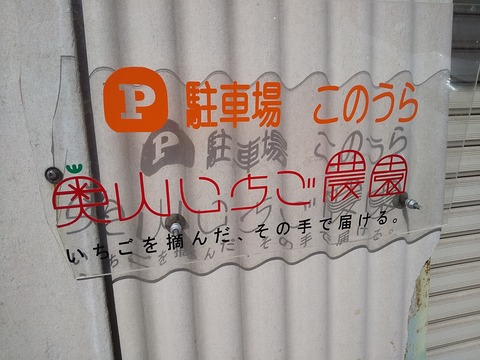 P 駐車場 このうら
奥山いちご農園
いちごを摘んだ、その手で届ける。